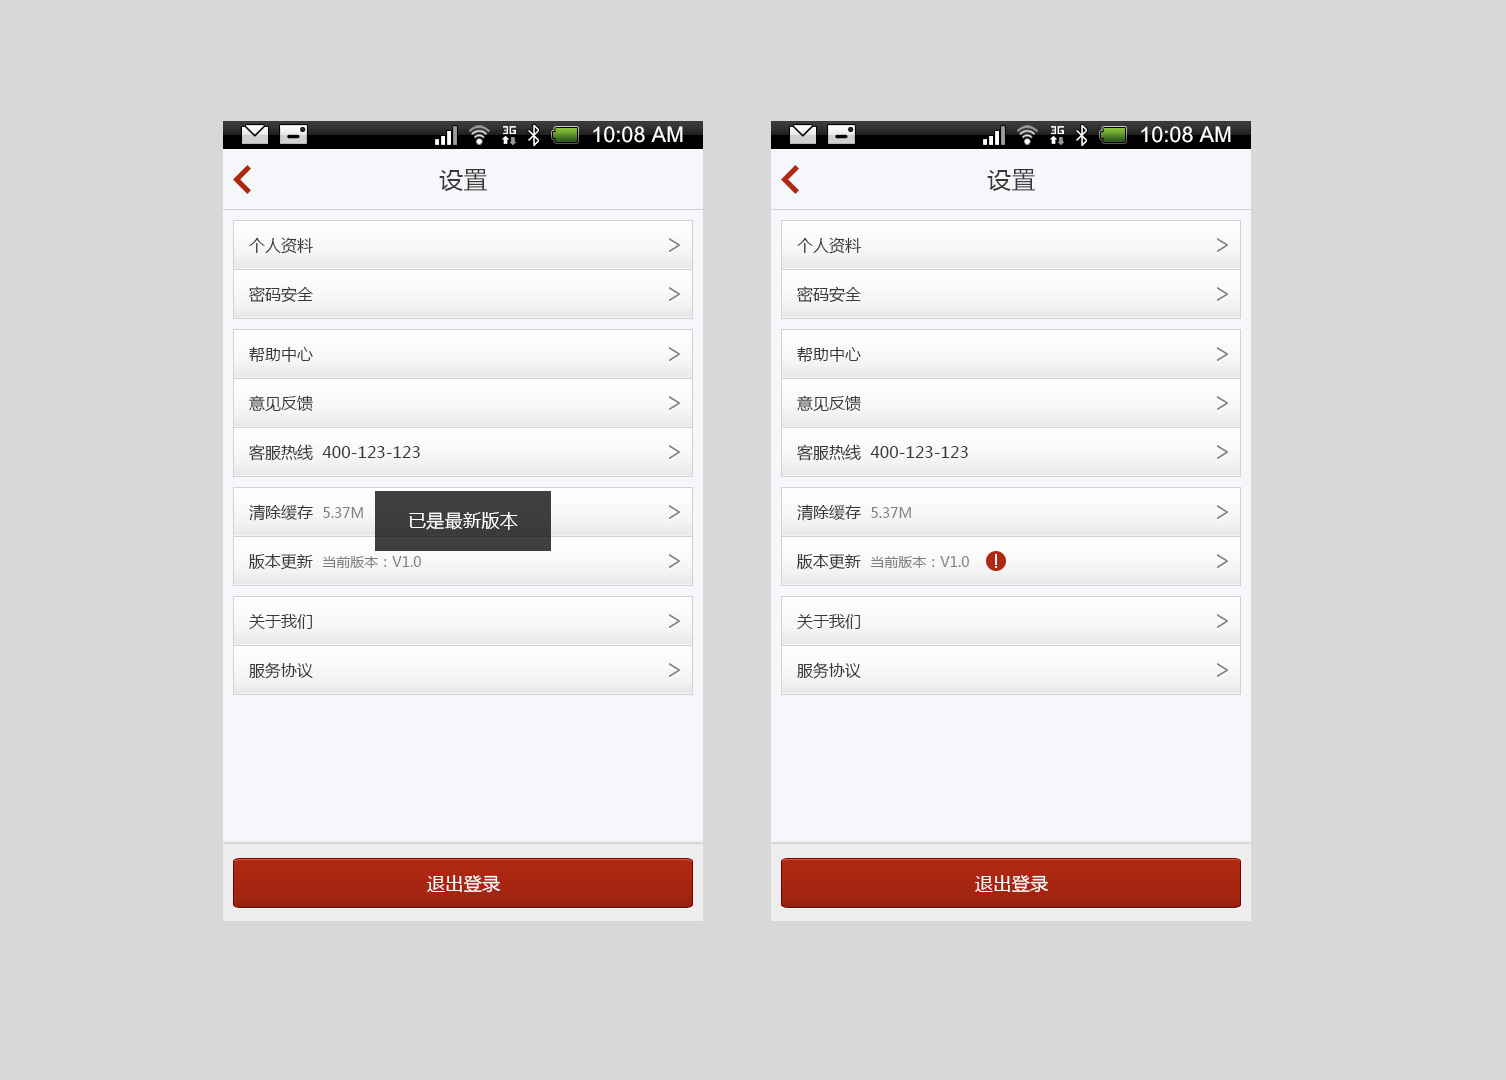 3G 10:08 AM
设置
个人资料
密码安全
帮助中心
意见反馈
客服热线 400-123-123
清除缓存 5.37M
已是最新版本
版本更新 当前版本：V1.0
关于我们
服务协议
退出登录
3G 10:08 AM
设置
个人资料
密码安全
帮助中心
意见反馈
客服热线 400-123-123
清除缓存 5.37M
版本更新 当前版本：V1.0 !
关于我们
服务协议
退出登录